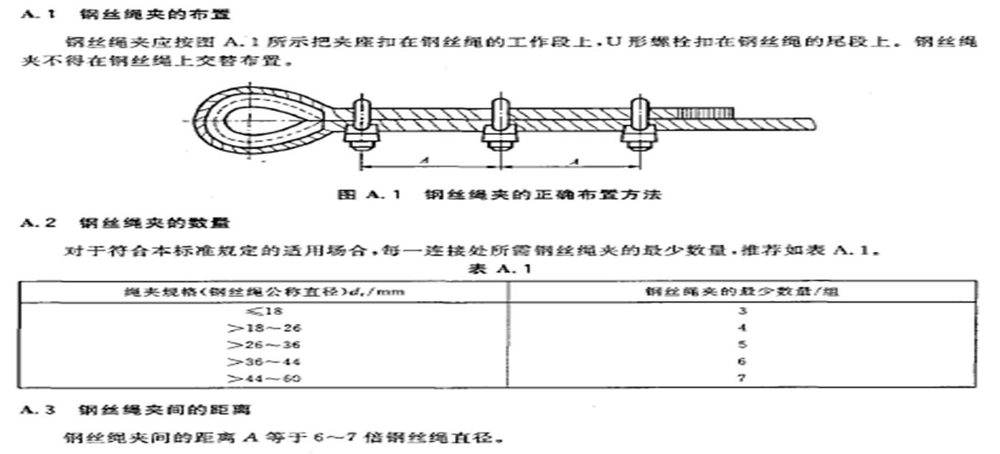 A.1 钢丝绳夹的布置
钢丝绳夹应按图 A.1 所示把夹座扣在钢丝绳的工作段上,U 形螺栓扣在钢丝绳的尾段上。钢丝绳
夹不得在钢丝绳上交替布置。
A A
图 A.1 钢丝绳夹的正确布置方法
A.2 钢丝绳夹的数量
对于符合本标准规定的适用场合,每一连接处所需钢丝绳夹的最少数量,推荐如表 A.1。
表 A.1
绳夹规格(钢丝绳公称直径)dr/mm 钢丝绳夹的最少数量/组
≤18 3
>18~26 4
>26~36 5
>36~44 6
>44~60 7
A.3 钢丝绳夹间的距离
钢丝绳夹间的距离 A 等于 6~7 倍钢丝绳直径。